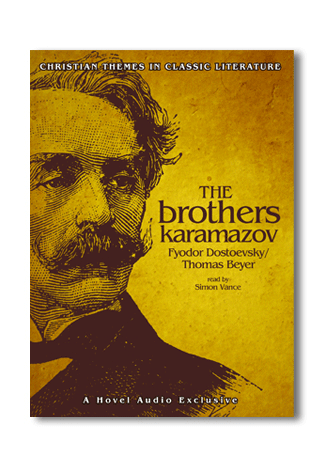 CHRISTIAN THEMES IN CLASSIC LITERATURE
THE
brothers
karamazov
Fyodor Dostoevsky/
Thomas Beyer
read by
Simon Vance
A Hovel Audio Exclusive